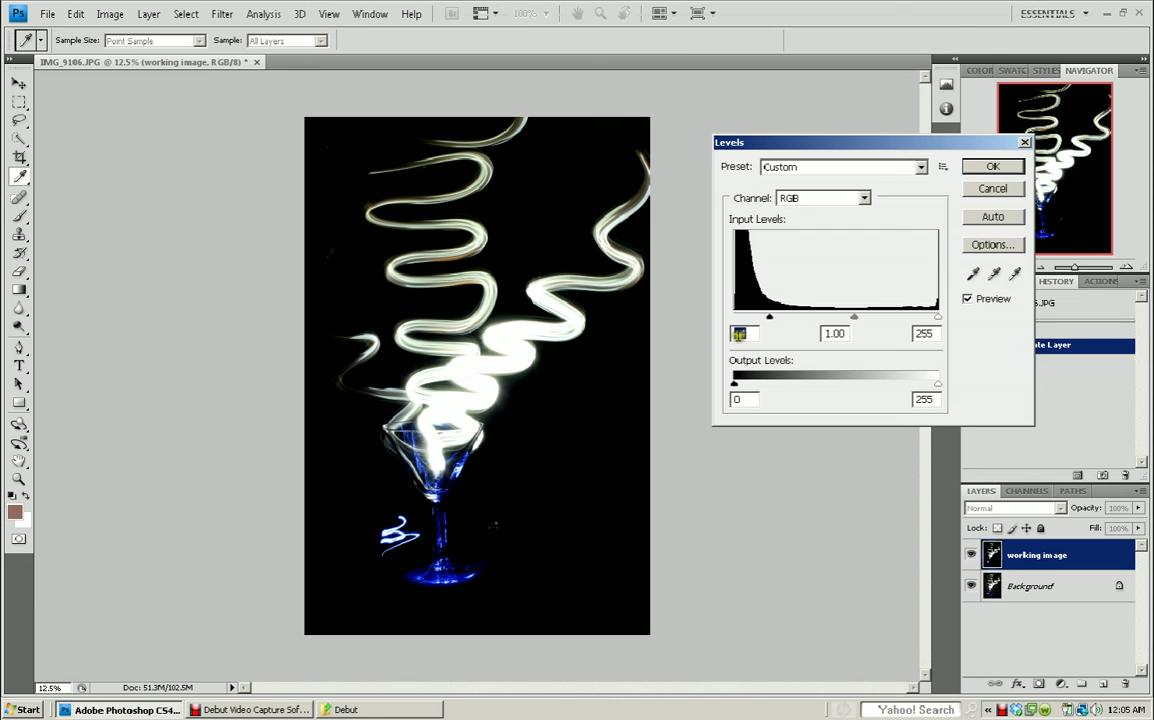 Ps File Edit Image Layer Select Filter Analysis 3D View Window Help 100% ESSENTIALS
Sample Size: Point Sample Sample: All Layers
IMG_9106.JPG @ 12.5% (working image, RGB/8) *
COLOR SWATC STYLES NAVIGATOR
Levels
Preset: Custom OK
Cancel
Channel: RGB
Auto
Input Levels:
Options...
HISTORY ACTIONS
Preview
1.00 255
Output Levels:
0 255
LAYERS CHANNELS PATHS
Normal Opacity: 100%
Lock: Fill: 100%
working image
Background
12.5% Doc: 51.3M/102.5M
Start Adobe Photoshop CS4... Debut Video Capture Sof... Debut Yahoo! Search 12:05 AM